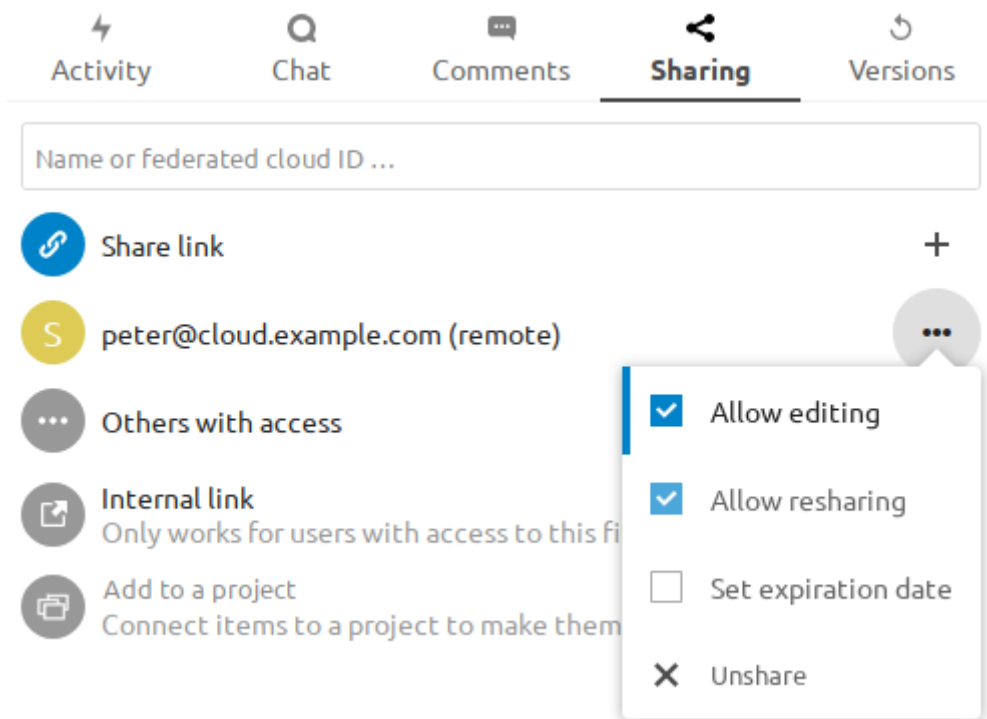 Activity Chat Comments Sharing Versions
Name or federated cloud ID …
Share link
S peter@cloud.example.com (remote)
Others with access
Allow editing
Internal link
Only works for users with access to this fi
Allow resharing
Add to a project
Connect items to a project to make them
Set expiration date
Unshare